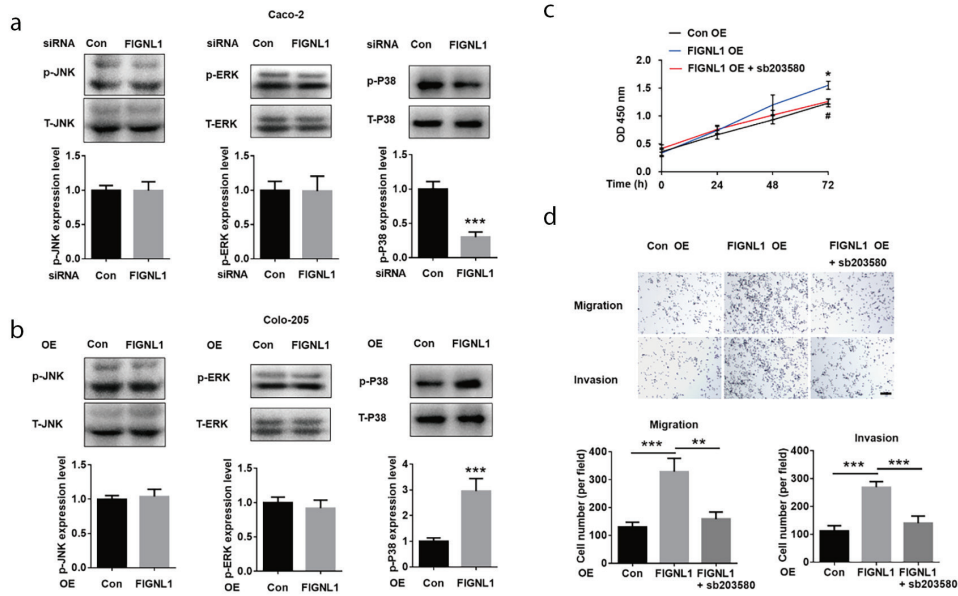 a
Caco-2
siRNA Con FIGNL1
p-JNK
T-JNK
p-JNK expression level
1.5
1.0
0.5
0.0
siRNA Con FIGNL1
siRNA Con FIGNL1
p-ERK
T-ERK
p-ERK expression level
1.5
1.0
0.5
0.0
siRNA Con FIGNL1
siRNA Con FIGNL1
p-P38
T-P38
p-P38 expression level
1.5
1.0
0.5
0.0
***
siRNA Con FIGNL1
b
Colo-205
OE Con FIGNL1
p-JNK
T-JNK
p-JNK expression level
1.5
1.0
0.5
0.0
OE Con FIGNL1
OE Con FIGNL1
p-ERK
T-ERK
p-ERK expression level
1.5
1.0
0.5
0.0
OE Con FIGNL1
OE Con FIGNL1
p-P38
T-P38
p-P38 expression level
4
3
2
1
0
***
OE Con FIGNL1
c
Con OE
FIGNL1 OE
FIGNL1 OE + sb203580
OD 450 nm
2.0
1.5
1.0
0.5
0.0
*
#
Time (h) 0 24 48 72
d
Con OE FIGNL1 OE FIGNL1 OE
+ sb203580
Migration
Invasion
Migration
Cell number (per field)
400
300
200
100
0
*** **
OE Con FIGNL1 FIGNL1
+ sb203580
Invasion
Cell number (per field)
400
300
200
100
0
*** ***
OE Con FIGNL1 FIGNL1
+ sb203580